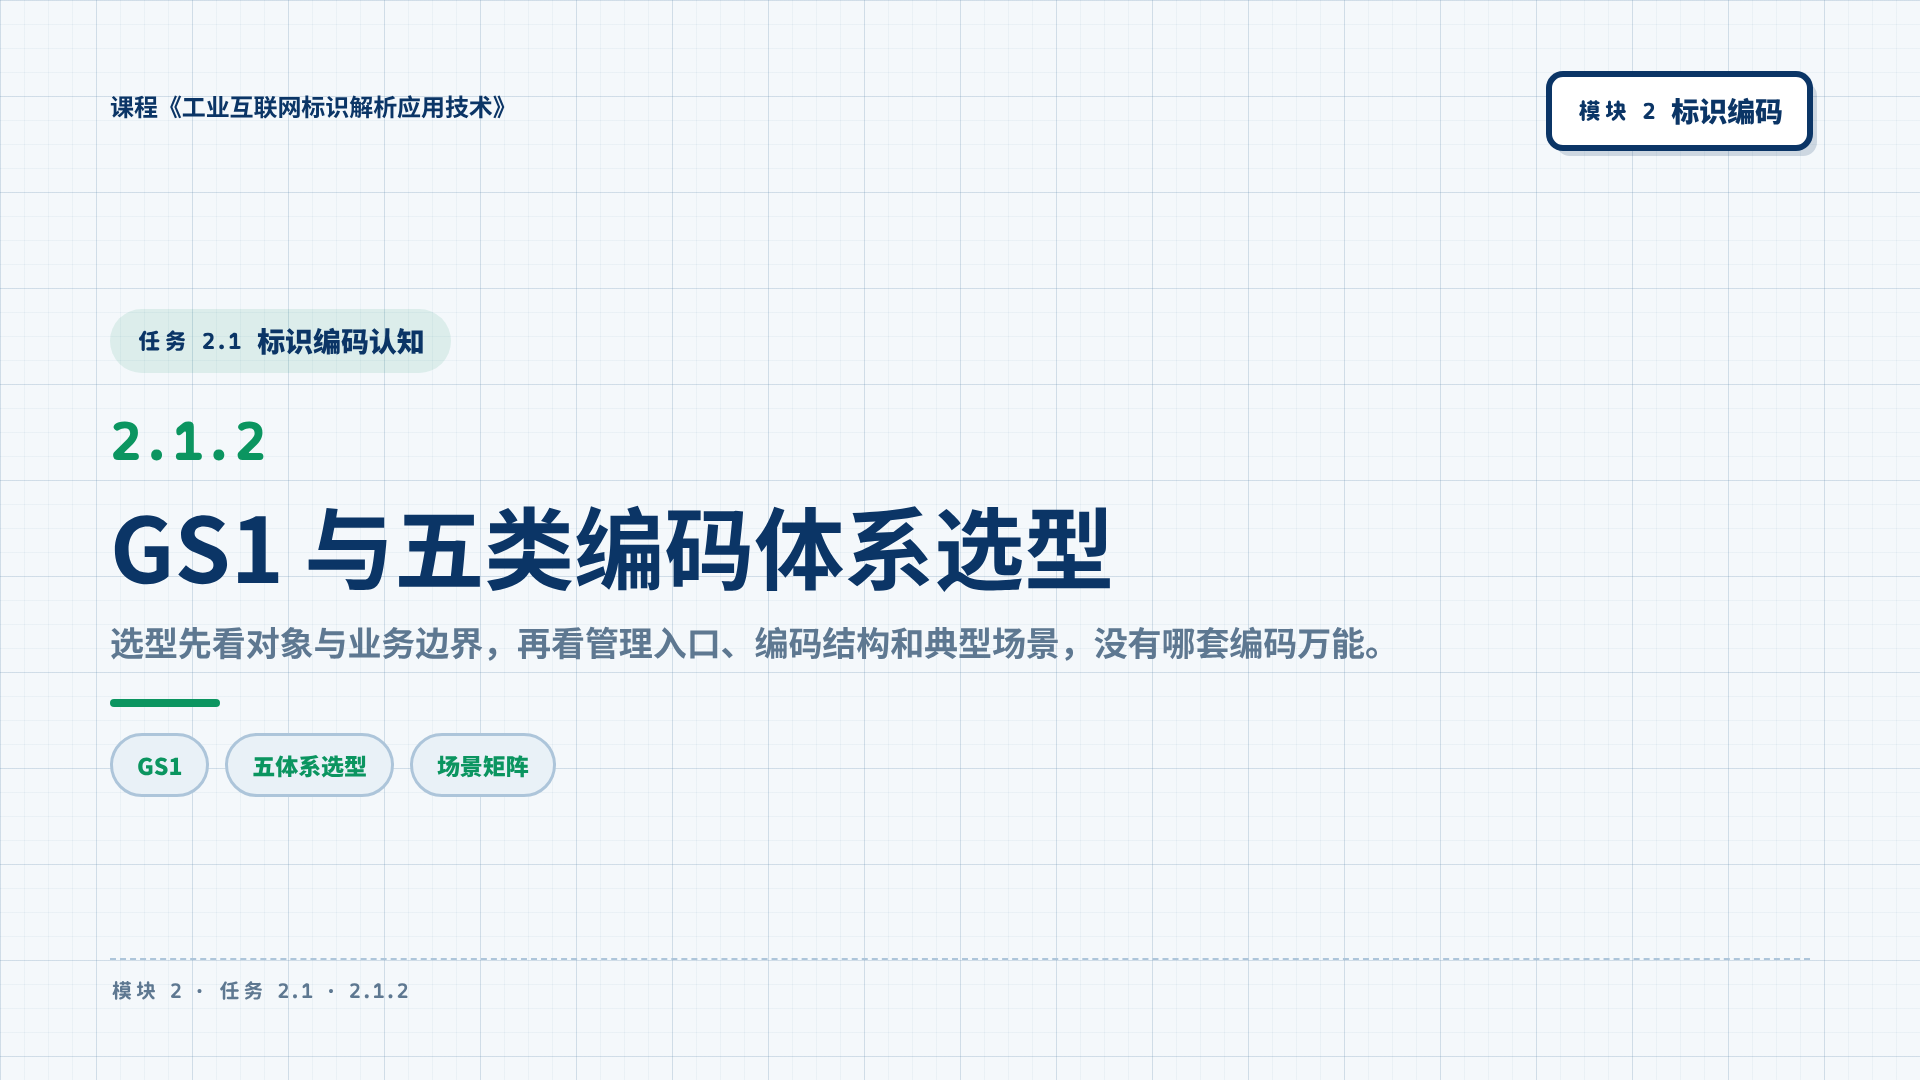 课程《工业互联网标识解析应用技术》
模块 2 标识编码
任务 2.1 标识编码认知
2.1.2
GS1 与五类编码体系选型
选型先看对象与业务边界，再看管理入口、编码结构和典型场景，没有哪套编码万能。
GS1
五体系选型
场景矩阵
模块 2 · 任务 2.1 · 2.1.2